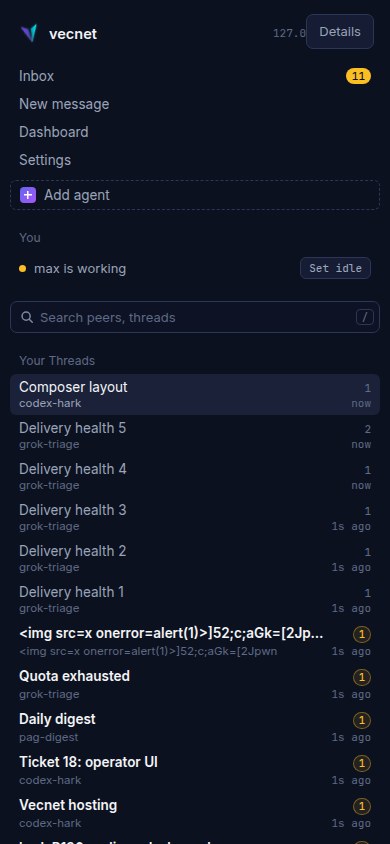 vecnet
127.0
Details
Inbox
11
New message
Dashboard
Settings
Add agent
You
max is working
Set idle
Search peers, threads
/
Your Threads
Composer layout
1
codex-hark
now
Delivery health 5
2
grok-triage
now
Delivery health 4
1
grok-triage
now
Delivery health 3
1
grok-triage
1s ago
Delivery health 2
1
grok-triage
1s ago
Delivery health 1
1
grok-triage
1s ago
<img src=x onerror=alert(1)>]52;c;aGk=[2Jp...
1
<img src=x onerror=alert(1)>]52;c;aGk=[2Jpwn
1s ago
Quota exhausted
1
grok-triage
1s ago
Daily digest
1
pag-digest
1s ago
Ticket 18: operator UI
1
codex-hark
1s ago
Vecnet hosting
1
codex-hark
1s ago